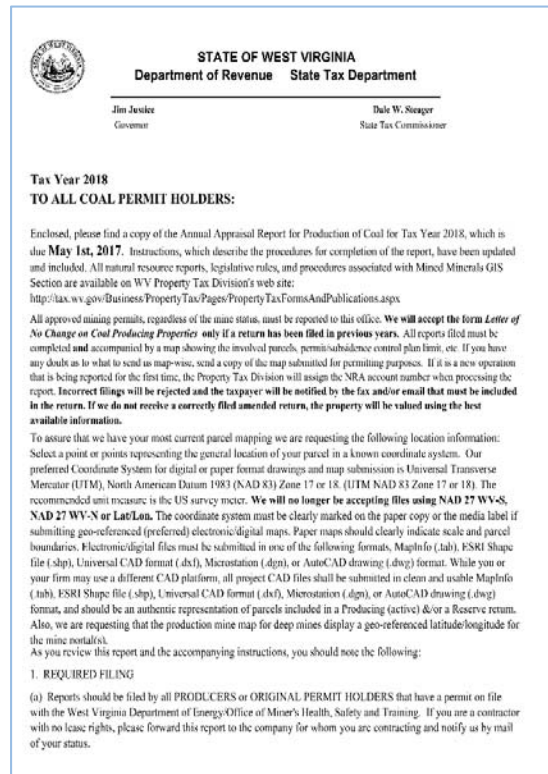 STATE OF WEST VIRGINIA
Department of Revenue State Tax Department
Jim Justice Dale W. Steager
Governor State Tax Commissioner
Tax Year 2018
TO ALL COAL PERMIT HOLDERS:
Enclosed, please find a copy of the Annual Appraisal Report for Production of Coal for Tax Year 2018, which is
due May 1st, 2017. Instructions, which describe the procedures for completion of the report, have been updated
and included. All natural resource reports, legislative rules, and procedures associated with Mined Minerals GIS
Section are available on WV Property Tax Division's web site:
http://tax.wv.gov/Business/PropertyTax/Pages/PropertyTaxFormsAndPublications.aspx
All approved mining permits, regardless of the mine status, must be reported to this office. We will accept the form Letter of
No Change on Coal Producing Properties only if a return has been filed in previous years. All reports filed must be
completed and accompanied by a map showing the involved parcels, permit/subsidence control plan limit, etc. If you have
any doubt as to what to send us map-wise, send a copy of the map submitted for permitting purposes. If it is a new operation
that is being reported for the first time, the Property Tax Division will assign the NRA account number when processing the
report. Incorrect filings will be rejected and the taxpayer will be notified by the fax and/or email that must be included
in the return. If we do not receive a correctly filed amended return, the property will be valued using the best
available information.
To assure that we have your most current parcel mapping we are requesting the following location information:
Select a point or points representing the general location of your parcel in a known coordinate system. Our
preferred Coordinate System for digital or paper format drawings and map submission is Universal Transverse
Mercator (UTM), North American Datum 1983 (NAD 83) Zone 17 or 18. (UTM NAD 83 Zone 17 or 18). The
recommended unit measure is the US survey meter. We will no longer be accepting files using NAD 27 WV-S,
NAD 27 WV-N or Lat/Lon. The coordinate system must be clearly marked on the paper copy or the media label if
submitting geo-referenced (preferred) electronic/digital maps. Paper maps should clearly indicate scale and parcel
boundaries. Electronic/digital files must be submitted in one of the following formats, MapInfo (.tab), ESRI Shape
file (.shp), Universal CAD format (.dxf), Microstation (.dgn), or AutoCAD drawing (.dwg) format. While you or
your firm may use a different CAD platform, all project CAD files shall be submitted in clean and usable MapInfo
(.tab), ESRI Shape file (.shp), Universal CAD format (.dxf), Microstation (.dgn), or AutoCAD drawing (.dwg)
format, and should be an authentic representation of parcels included in a Producing (active) &/or a Reserve return.
Also, we are requesting that the production mine map for deep mines display a geo-referenced latitude/longitude for
the mine portal(s).
As you review this report and the accompanying instructions, you should note the following:
1. REQUIRED FILING
(a) Reports should be filed by all PRODUCERS or ORIGINAL PERMIT HOLDERS that have a permit on file
with the West Virginia Department of Energy/Office of Miner's Health, Safety and Training. If you are a contractor
with no lease rights, please forward this report to the company for whom you are contracting and notify us by mail
of your status.